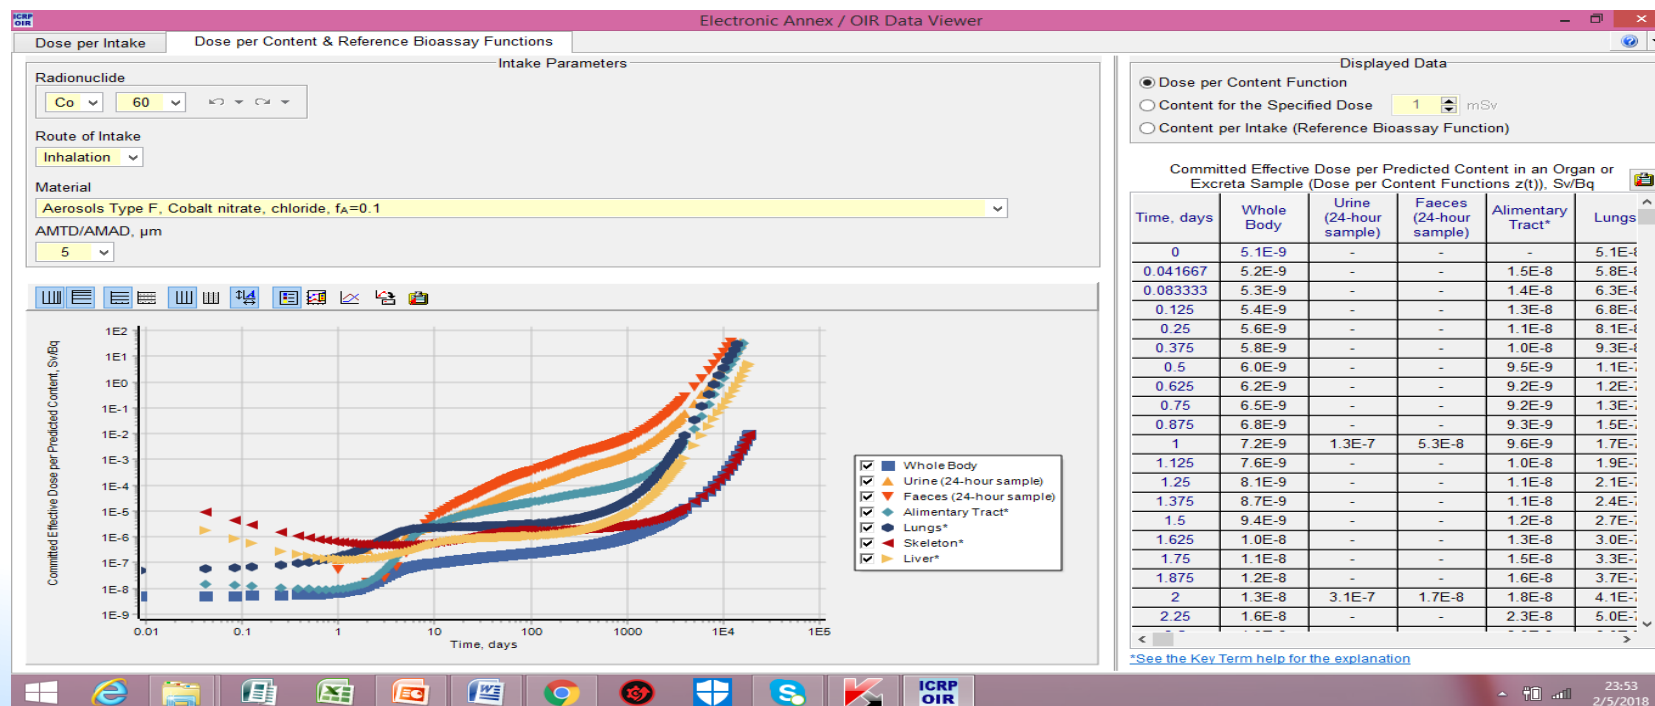 ICRP
OIR
Electronic Annex / OIR Data Viewer
Dose per Intake
Dose per Content & Reference Bioassay Functions
Intake Parameters
Radionuclide
Co
60
Route of Intake
Inhalation
Material
Aerosols Type F, Cobalt nitrate, chloride, fA=0.1
AMTD/AMAD, µm
5
Committed Effective Dose per Predicted Content, Sv/Bq
1E2
1E1
1E0
1E-1
1E-2
1E-3
1E-4
1E-5
1E-6
1E-7
1E-8
1E-9
0.01 0.1 1 10 100 1000 1E4 1E5
Time, days
Whole Body
Urine (24-hour sample)
Faeces (24-hour sample)
Alimentary Tract*
Lungs*
Skeleton*
Liver*
Displayed Data
Dose per Content Function
Content for the Specified Dose 1 mSv
Content per Intake (Reference Bioassay Function)
Committed Effective Dose per Predicted Content in an Organ or
Excreta Sample (Dose per Content Functions z(t)), Sv/Bq
Time, days Whole Body Urine (24-hour sample) Faeces (24-hour sample) Alimentary Tract* Lungs
0 5.1E-9 - - -
0.041667 5.2E-9 - - 1.5E-8
0.083333 5.3E-9 - - 1.4E-8
0.125 5.4E-9 - - 1.3E-8
0.25 5.6E-9 - - 1.1E-8
0.375 5.8E-9 - - 1.0E-8
0.5 6.0E-9 - - 9.5E-9
0.625 6.2E-9 - - 9.2E-9
0.75 6.5E-9 - - 9.2E-9
0.875 6.8E-9 - - 9.3E-9
1 7.2E-9 1.3E-7 5.3E-8 9.6E-9
1.125 7.6E-9 - - 1.0E-8
1.25 8.1E-9 - - 1.1E-8
1.375 8.7E-9 - - 1.1E-8
1.5 9.4E-9 - - 1.2E-8
1.625 1.0E-8 - - 1.3E-8
1.75 1.1E-8 - - 1.5E-8
1.875 1.2E-8 - - 1.6E-8
2 1.3E-8 3.1E-7 1.7E-8 1.8E-8
2.25 1.6E-8 - - 2.3E-8
*See the Key Term help for the explanation
ICRP
OIR
23:53
2/5/2018